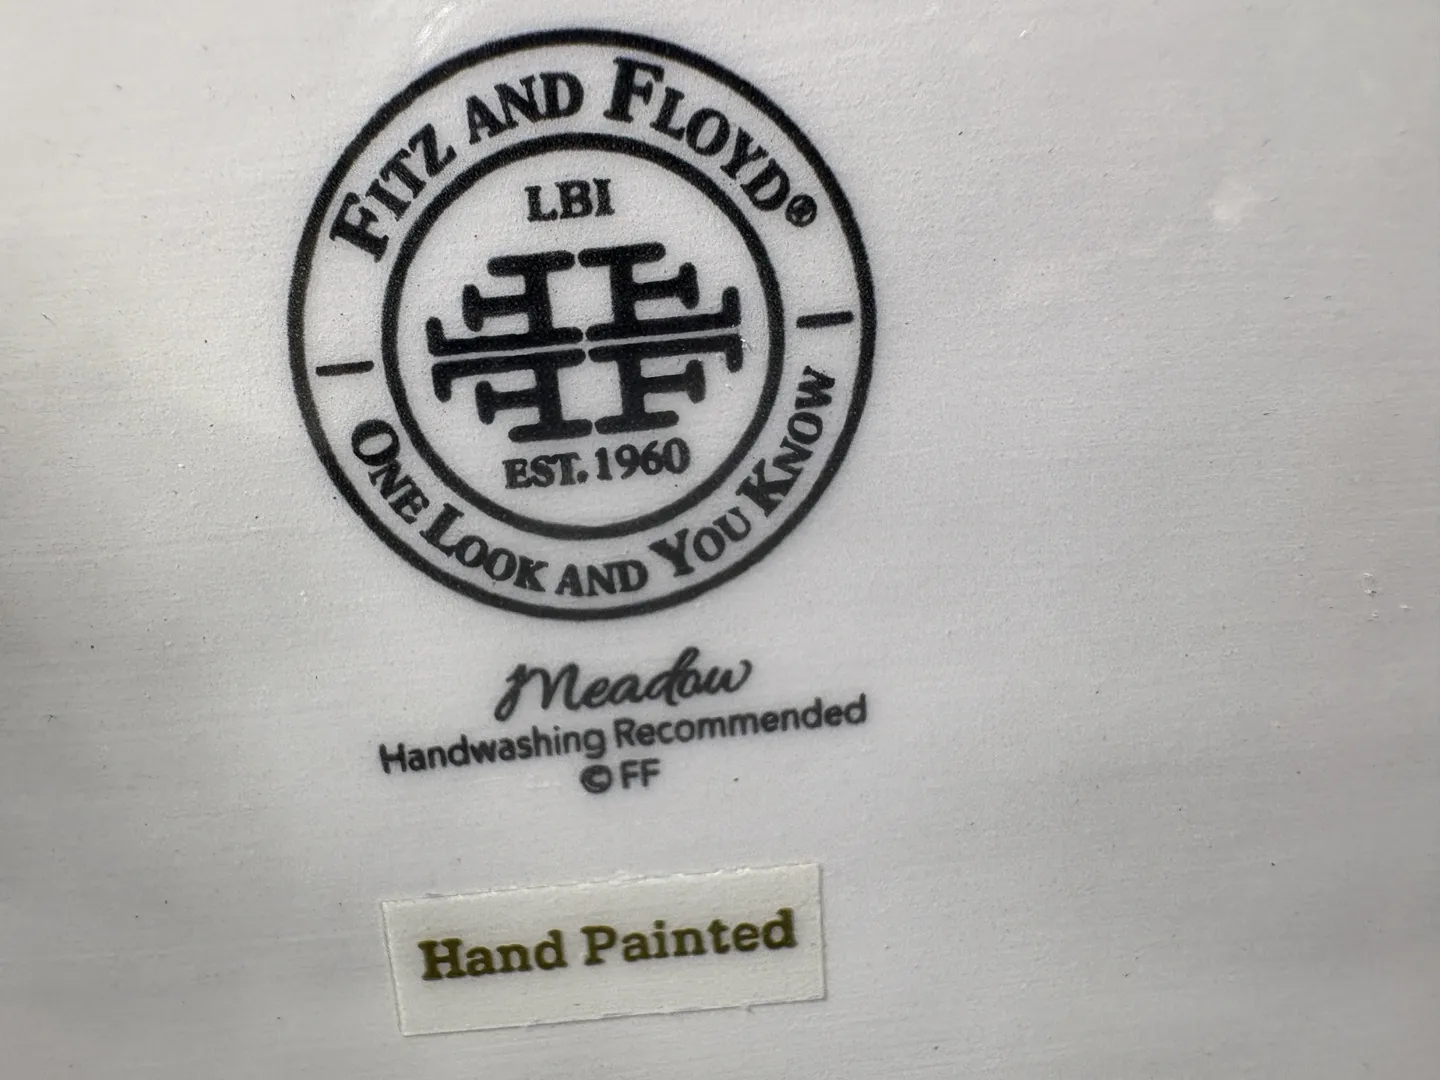 FITZ AND FLOYD®
LBI
EST. 1960
ONE LOOK AND YOU KNOW
Meadow
Handwashing Recommended
© FF
Hand Painted